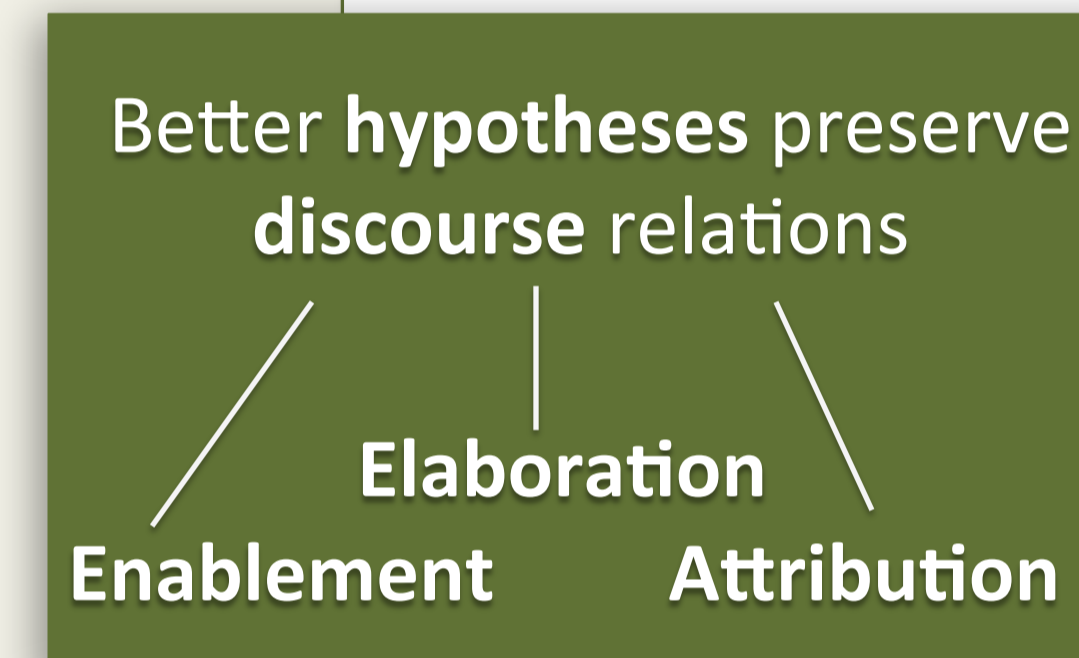 Better hypotheses preserve
discourse relations
Elaboration
Enablement Attribution